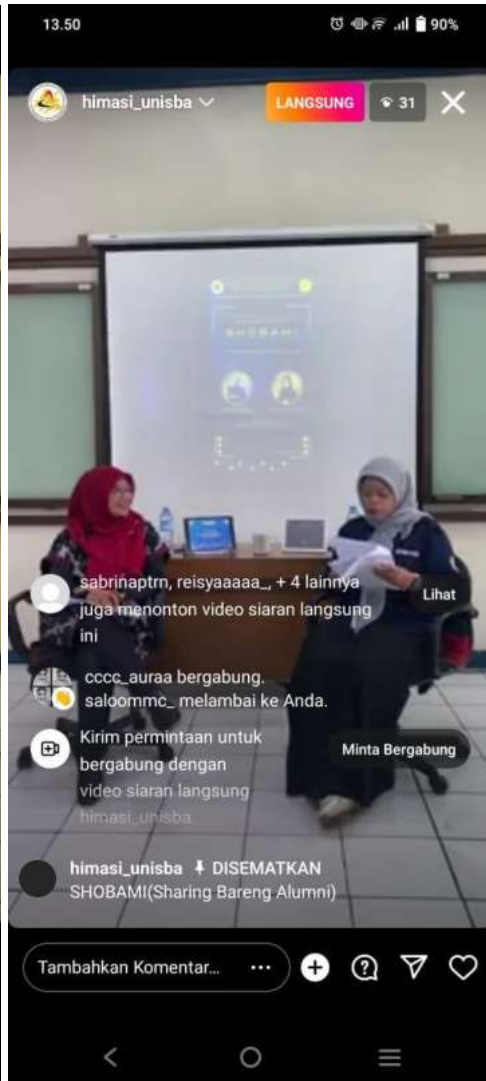 13.50
90%
himasi_unisba
LANGSUNG
31
SHOBAMI
sabrinaptrn, reisyaaaaa_, + 4 lainnya
juga menonton video siaran langsung
ini
Lihat
cccc_auraa bergabung.
saloommc_ melambai ke Anda.
Kirim permintaan untuk
bergabung dengan
video siaran langsung
himasi_unisba.
Minta Bergabung
himasi_unisba DISEMATKAN
SHOBAMI(Sharing Bareng Alumni)
Tambahkan Komentar...